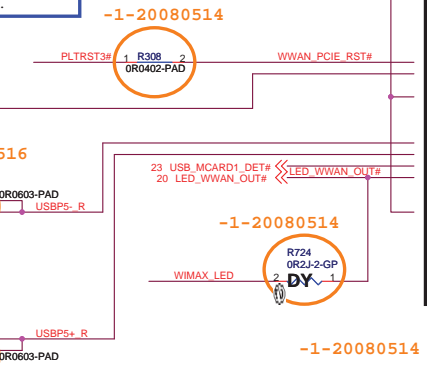 -1-20080514
PLTRST3# 1 R308 2 WWAN_PCIE_RST#
0R0402-PAD
516
23 USB_MCARD1_DET#
20 LED_WWAN_OUT# LED_WWAN_OUT#
0R0603-PAD
USBP5-_R
-1-20080514
R724
0R2J-2-GP
WIMAX_LED 2 DY 1
USBP5+_R
0R0603-PAD
-1-20080514